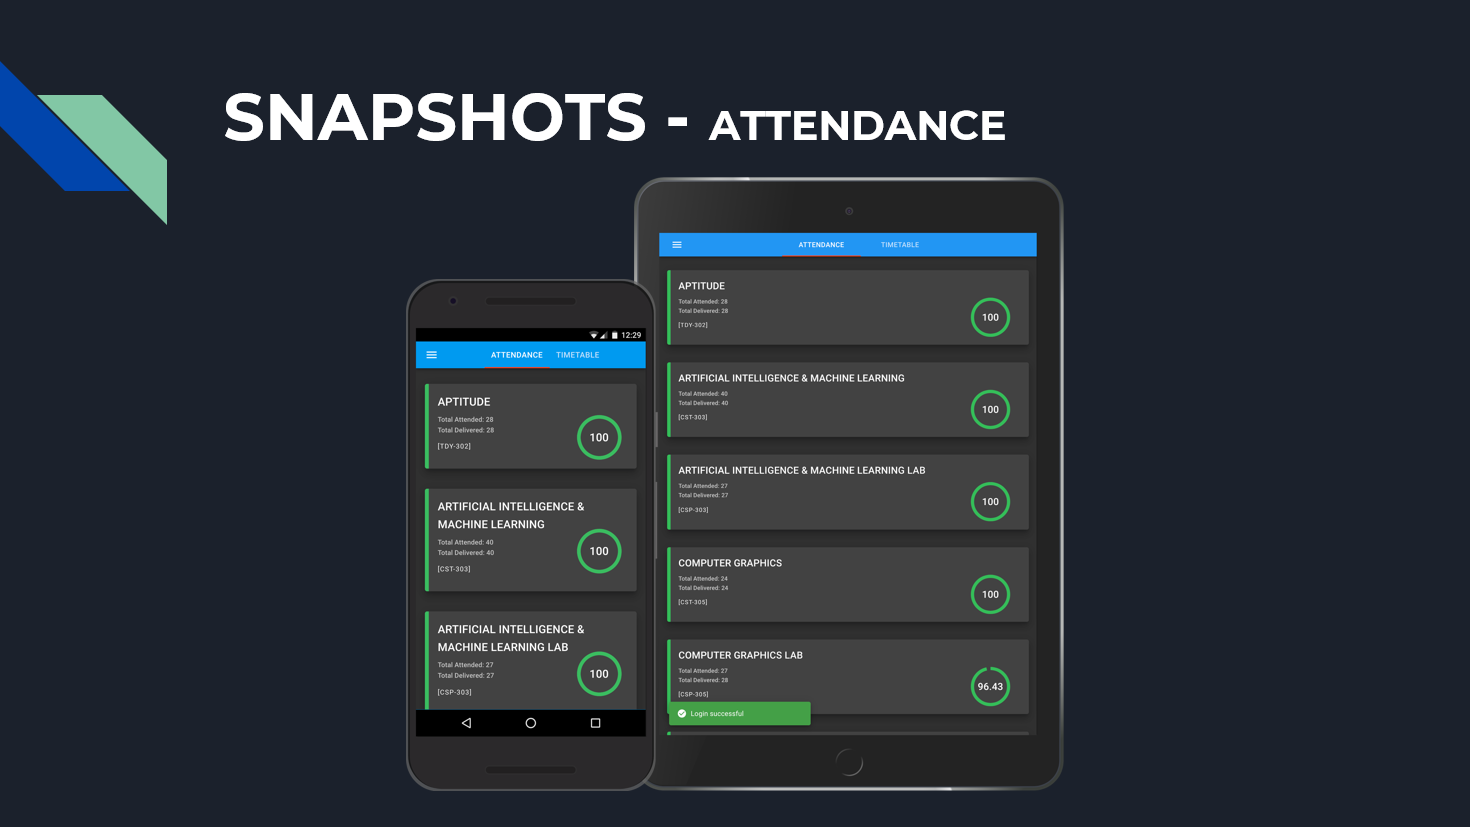 SNAPSHOTS - ATTENDANCE
12:29
ATTENDANCE TIMETABLE
APTITUDE
Total Attended: 28
Total Delivered: 28
[TDY-302]
100
ARTIFICIAL INTELLIGENCE &
MACHINE LEARNING
Total Attended: 40
Total Delivered: 40
[CST-303]
100
ARTIFICIAL INTELLIGENCE &
MACHINE LEARNING LAB
Total Attended: 27
Total Delivered: 27
[CSP-303]
100
ATTENDANCE TIMETABLE
APTITUDE
Total Attended: 28
Total Delivered: 28
[TDY-302]
100
ARTIFICIAL INTELLIGENCE & MACHINE LEARNING
Total Attended: 40
Total Delivered: 40
[CST-303]
100
ARTIFICIAL INTELLIGENCE & MACHINE LEARNING LAB
Total Attended: 27
Total Delivered: 27
[CSP-303]
100
COMPUTER GRAPHICS
Total Attended: 24
Total Delivered: 24
[CST-305]
100
COMPUTER GRAPHICS LAB
Total Attended: 27
Total Delivered: 28
[CSP-305]
96.43
Login successful